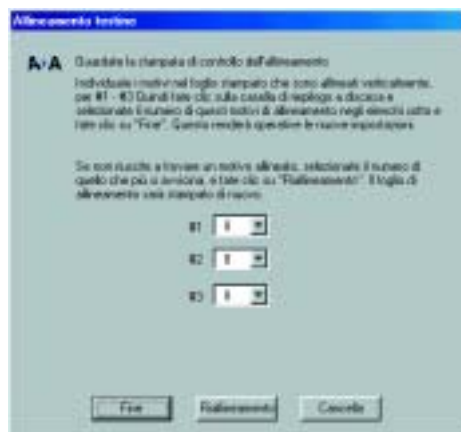 Allineamento testine
A A Guardate la stampata di controllo dell'allineamento.
Individuate i motivi nel foglio stampato che sono allineati verticalmente,
per #1 - #3 Quindi fate clic sulla casella di riepilogo a discesa e
selezionate il numero di questi motivi di allineamento negli elenchi sotto e
fate clic su "Fine". Questo renderà operative le nuove impostazioni.
Se non riuscite a trovare un motivo allineato, selezionate il numero di
quello che più si avvicina, e fate clic su "Riallineamento". Il foglio di
allineamento sarà stampato di nuovo.
#1
#2
#3
Fine Riallineamento Cancella